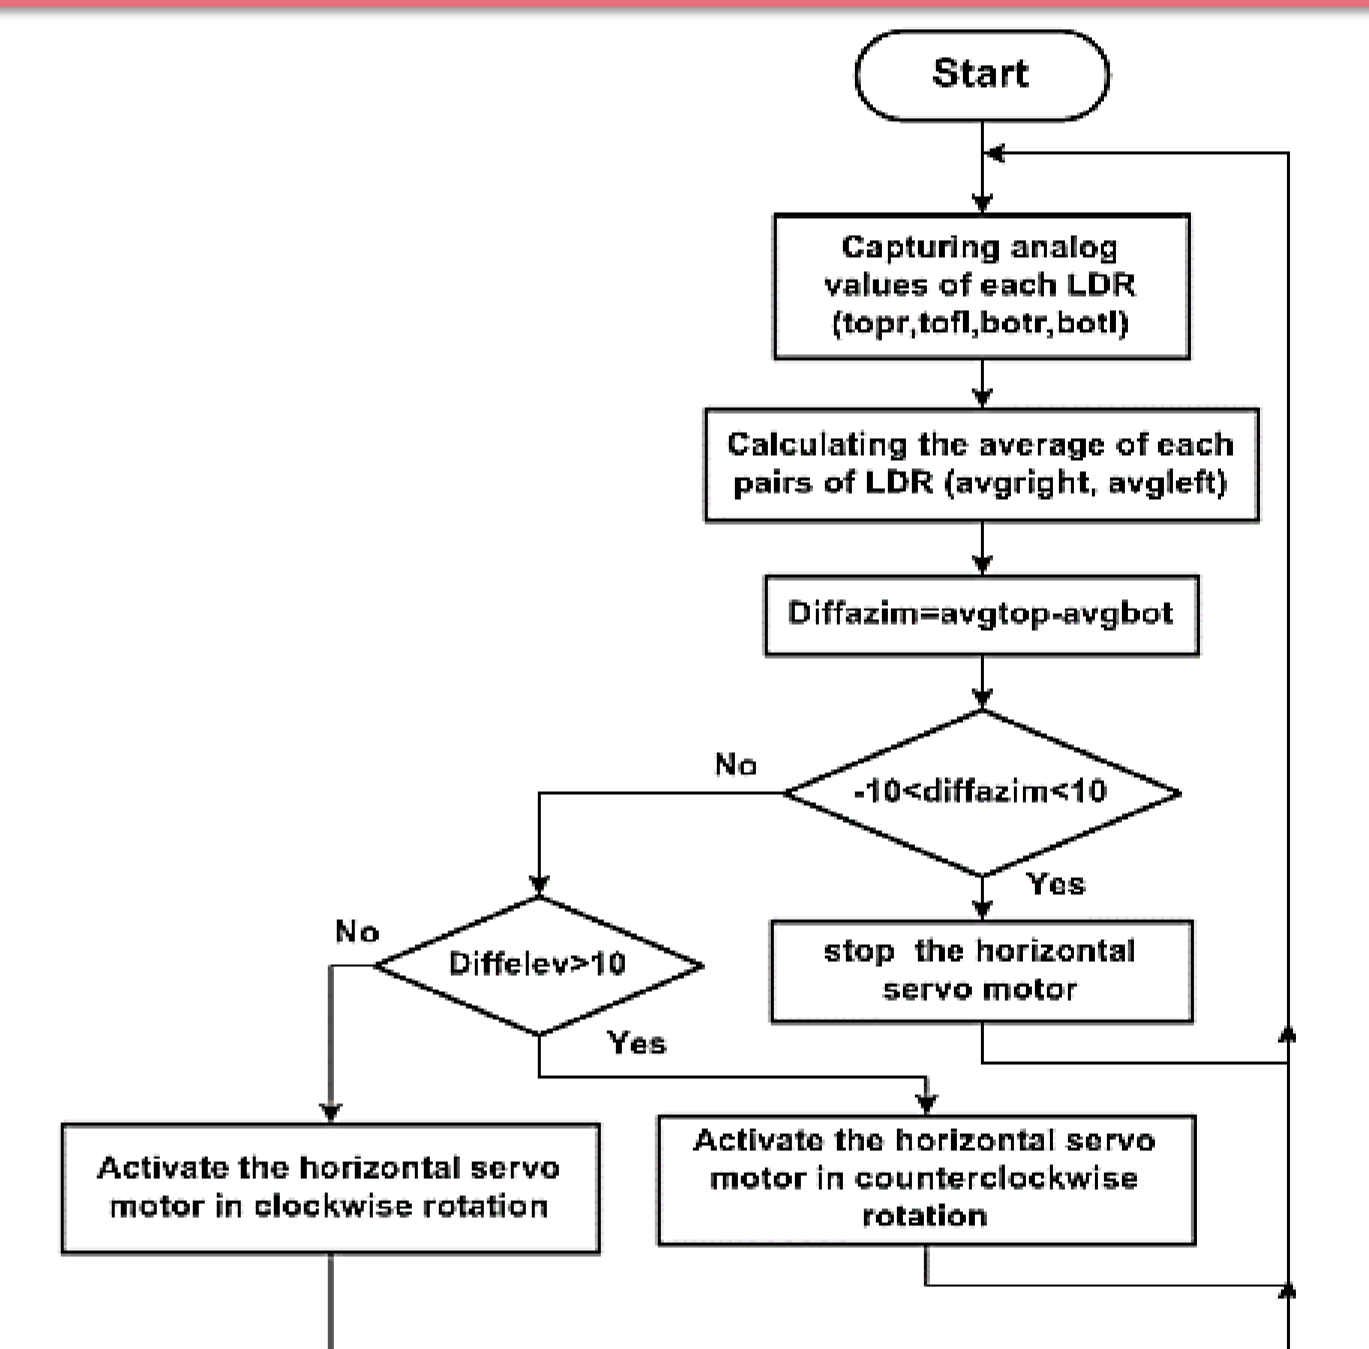 Start
Capturing analog
values of each LDR
(topr,tofl,botr,botl)
Calculating the average of each
pairs of LDR (avgright, avgleft)
Diffazim=avgtop-avgbot
-10<diffazim<10
No
Yes
Diffelev>10
No
Yes
stop the horizontal
servo motor
Activate the horizontal servo
motor in clockwise rotation
Activate the horizontal servo
motor in counterclockwise
rotation